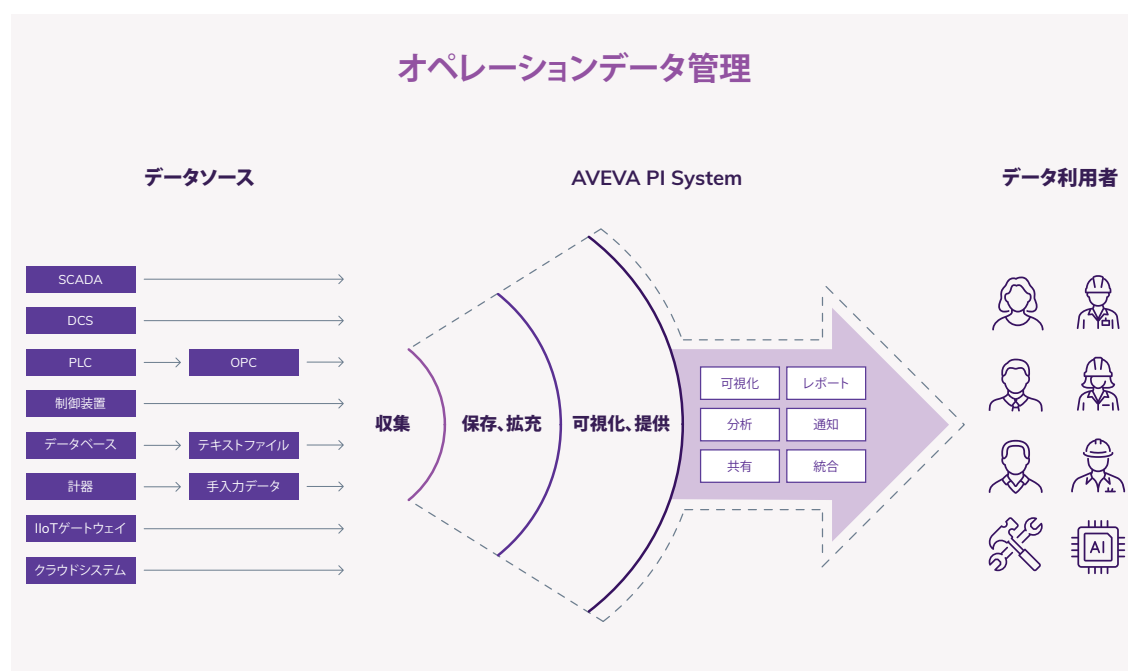 オペレーションデータ管理
データソース
AVEVA PI System
データ利用者
SCADA
DCS
PLC
OPC
制御装置
データベース
テキストファイル
計器
手入力データ
IIoTゲートウェイ
クラウドシステム
収集
保存、拡充
可視化、提供
可視化
レポート
分析
通知
共有
統合
AI